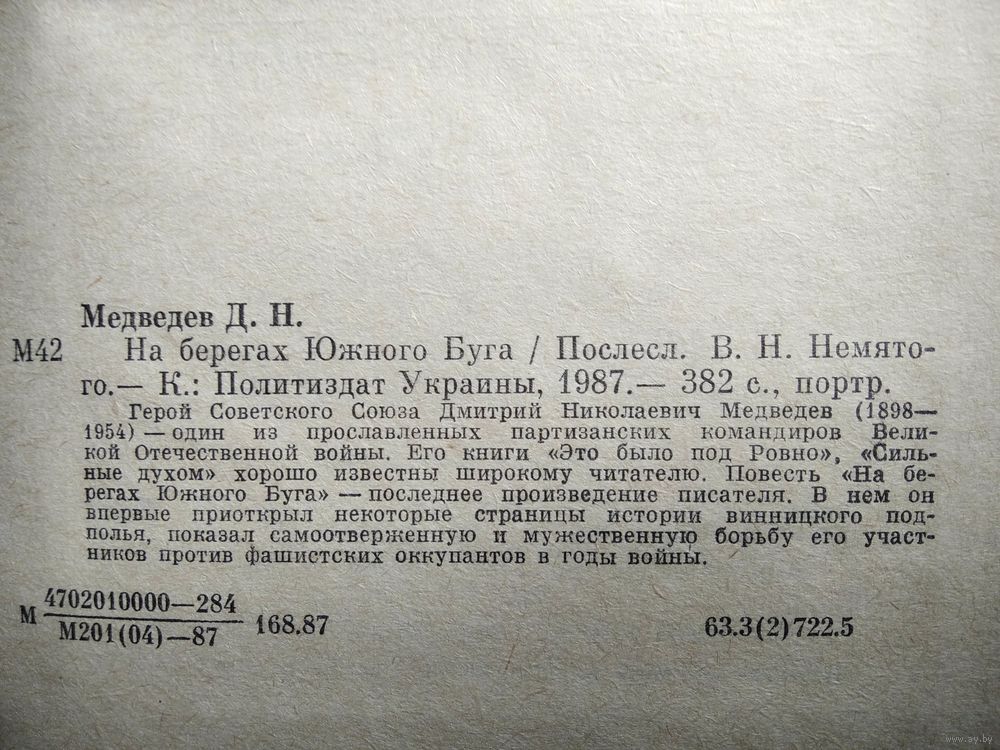 Медведев Д. Н.
М42 На берегах Южного Буга / Послесл. В. Н. Немято-
го.— К.: Политиздат Украины, 1987.— 382 с., портр.
Герой Советского Союза Дмитрий Николаевич Медведев (1898—
1954) — один из прославленных партизанских командиров Вели-
кой Отечественной войны. Его книги «Это было под Ровно», «Силь-
ные духом» хорошо известны широкому читателю. Повесть «На бе-
регах Южного Буга» — последнее произведение писателя. В нем он
впервые приоткрыл некоторые страницы истории винницкого под-
полья, показал самоотверженную и мужественную борьбу его участ-
ников против фашистских оккупантов в годы войны.
М 4702010000—284
М201(04)—87 168.87 63.3(2)722.5
www.ay.by